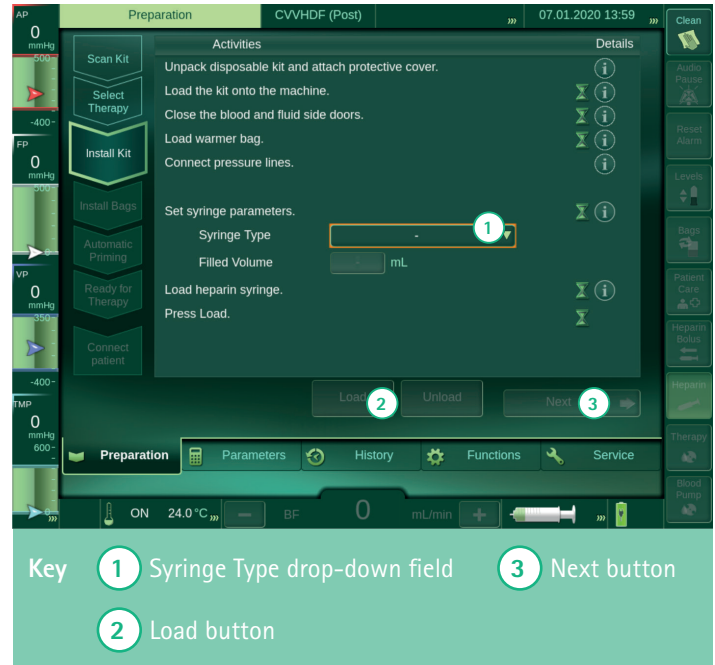 AP
0
mmHg
500
-400
FP
0
mmHg
500
0
VP
0
mmHg
350
-400
TMP
0
mmHg
600
0
Preparation
CVVHDF (Post)
07.01.2020 13:59
Scan Kit
Select
Therapy
Install Kit
Install Bags
Automatic
Priming
Ready for
Therapy
Connect
patient
Activities Details
Unpack disposable kit and attach protective cover.
Load the kit onto the machine.
Close the blood and fluid side doors.
Load warmer bag.
Connect pressure lines.
Set syringe parameters.
Syringe Type - 1
Filled Volume mL
Load heparin syringe.
Press Load.
Load 2 Unload Next 3
Preparation Parameters History Functions Service
ON 24.0 °C − BF 0 mL/min +
Clean
Audio
Pause
Reset
Alarm
Levels
Bags
Patient
Care
Heparin
Bolus
Heparin
Therapy
Blood
Pump
Key 1 Syringe Type drop-down field 3 Next button
2 Load button